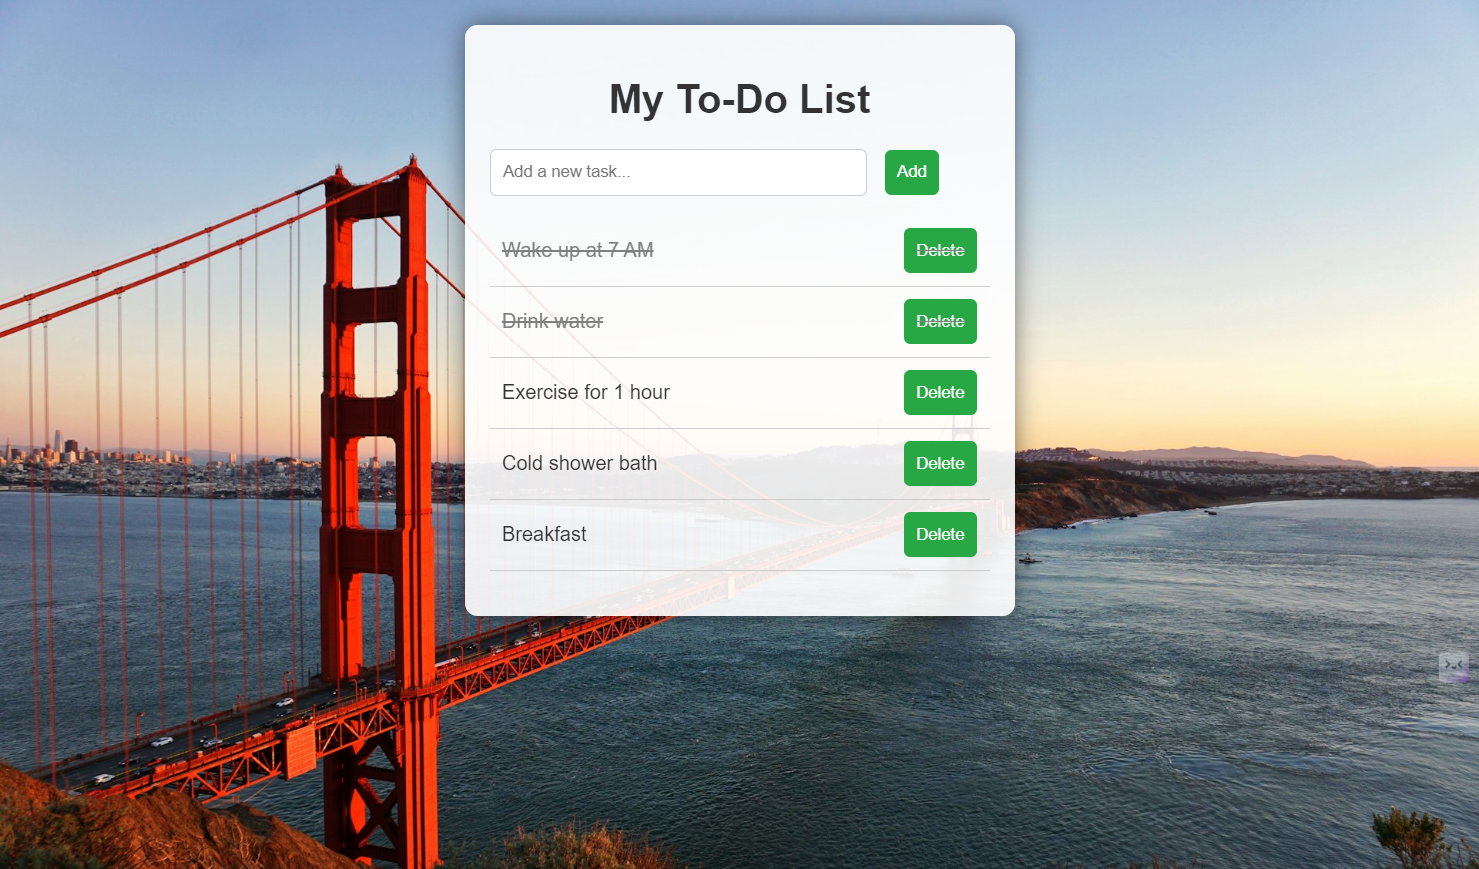 My To-Do List
Add a new task...
Add
Wake up at 7 AM
Delete
Drink water
Delete
Exercise for 1 hour
Delete
Cold shower bath
Delete
Breakfast
Delete